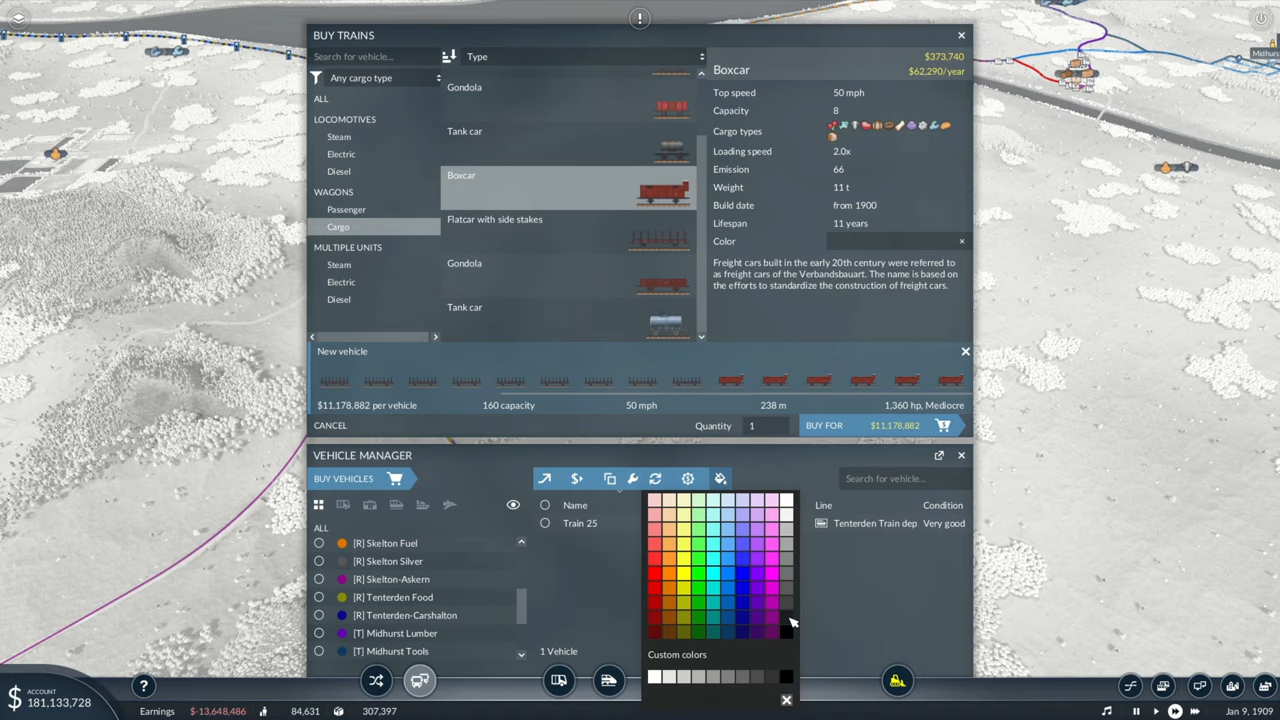 BUY TRAINS
Search for vehicle...
Type
Any cargo type
ALL
LOCOMOTIVES
Steam
Electric
Diesel
WAGONS
Passenger
Cargo
MULTIPLE UNITS
Steam
Electric
Diesel
Gondola
Tank car
Boxcar
Flatcar with side stakes
Gondola
Tank car
$373,740
Boxcar
$62,290/year
Top speed 50 mph
Capacity 8
Cargo types
Loading speed 2.0x
Emission 66
Weight 11 t
Build date from 1900
Lifespan 11 years
Color
Freight cars built in the early 20th century were referred to
as freight cars of the Verbandsbauart. The name is based on
the efforts to standardize the construction of freight cars.
New vehicle
$11,178,882 per vehicle 160 capacity 50 mph 238 m 1,360 hp, Mediocre
CANCEL
Quantity 1
BUY FOR $11,178,882
VEHICLE MANAGER
BUY VEHICLES
Search for vehicle...
ALL
[R] Skelton Fuel
[R] Skelton Silver
[R] Skelton-Askern
[R] Tenterden Food
[R] Tenterden-Carshalton
[T] Midhurst Lumber
[T] Midhurst Tools
Name
Line
Condition
Train 25
Tenterden Train dep
Very good
1 Vehicle
Custom colors
Midhurs
$ ACCOUNT
181,133,728
Earnings $-13,648,486
84,631
307,397
Jan 9, 1909